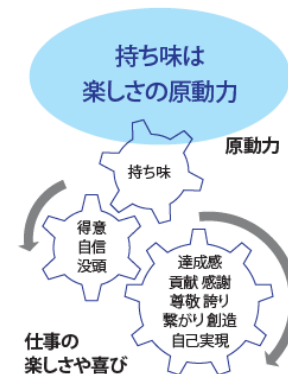 持ち味は
楽しさの原動力
原動力
持ち味
得意
自信
没頭
達成感
貢献 感謝
尊敬 誇り
繋がり 創造
自己実現
仕事の
楽しさや喜び